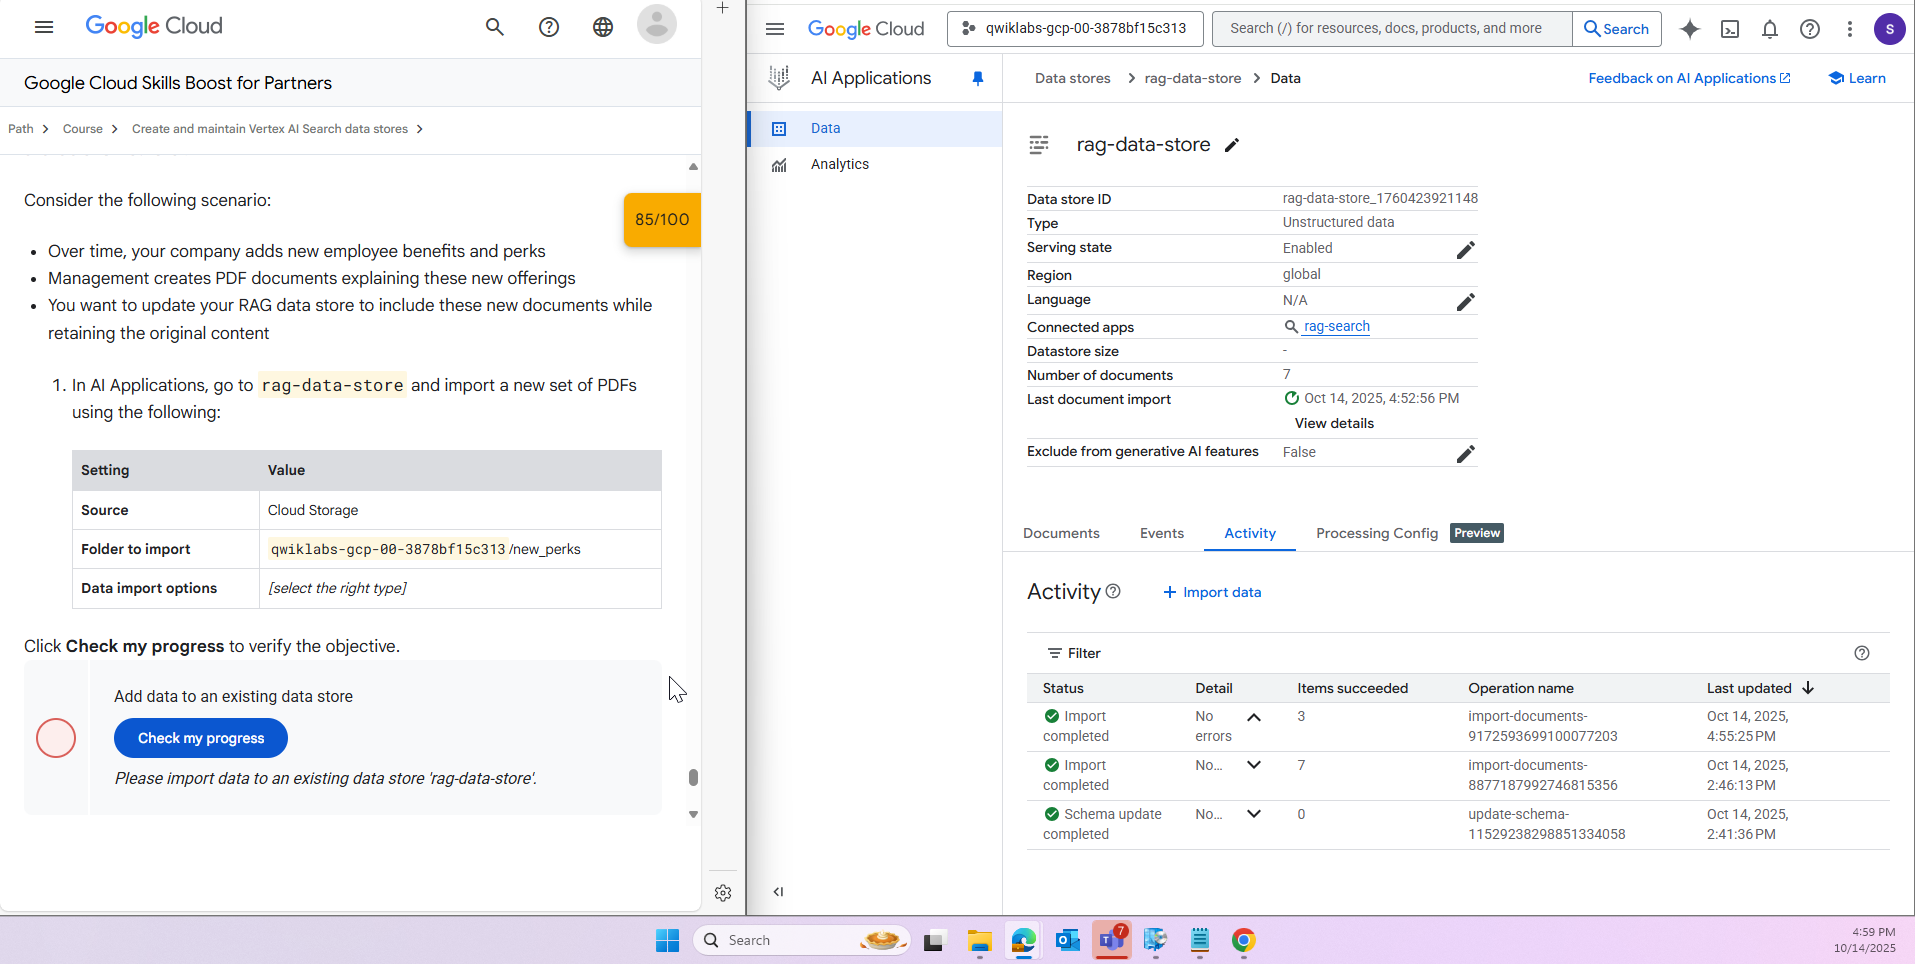 Google Cloud
Google Cloud Skills Boost for Partners
Path
Course
Create and maintain Vertex AI Search data stores
Consider the following scenario:
85/100
Over time, your company adds new employee benefits and perks
Management creates PDF documents explaining these new offerings
You want to update your RAG data store to include these new documents while
retaining the original content
1. In AI Applications, go to rag-data-store and import a new set of PDFs
using the following:
Setting Value
Source Cloud Storage
Folder to import qwiklabs-gcp-00-3878bf15c313/new_perks
Data import options [select the right type]
Click Check my progress to verify the objective.
Add data to an existing data store
Check my progress
Please import data to an existing data store 'rag-data-store'.
Google Cloud
qwiklabs-gcp-00-3878bf15c313
Search (/) for resources, docs, products, and more
Search
S
AI Applications
Data stores
rag-data-store
Data
Feedback on AI Applications
Learn
Data
Analytics
rag-data-store
Data store ID rag-data-store_1760423921148
Type Unstructured data
Serving state Enabled
Region global
Language N/A
Connected apps rag-search
Datastore size -
Number of documents 7
Last document import Oct 14, 2025, 4:52:56 PM
View details
Exclude from generative AI features False
Documents Events Activity Processing Config Preview
Activity
Import data
Filter
Status Detail Items succeeded Operation name Last updated
Import No 3 import-documents- Oct 14, 2025,
completed errors 9172593699100077203 4:55:25 PM
Import No... 7 import-documents- Oct 14, 2025,
completed 8877187992746815356 2:46:13 PM
Schema update No... 0 update-schema- Oct 14, 2025,
completed 11529238298851334058 2:41:36 PM
Search
7
4:59 PM
10/14/2025